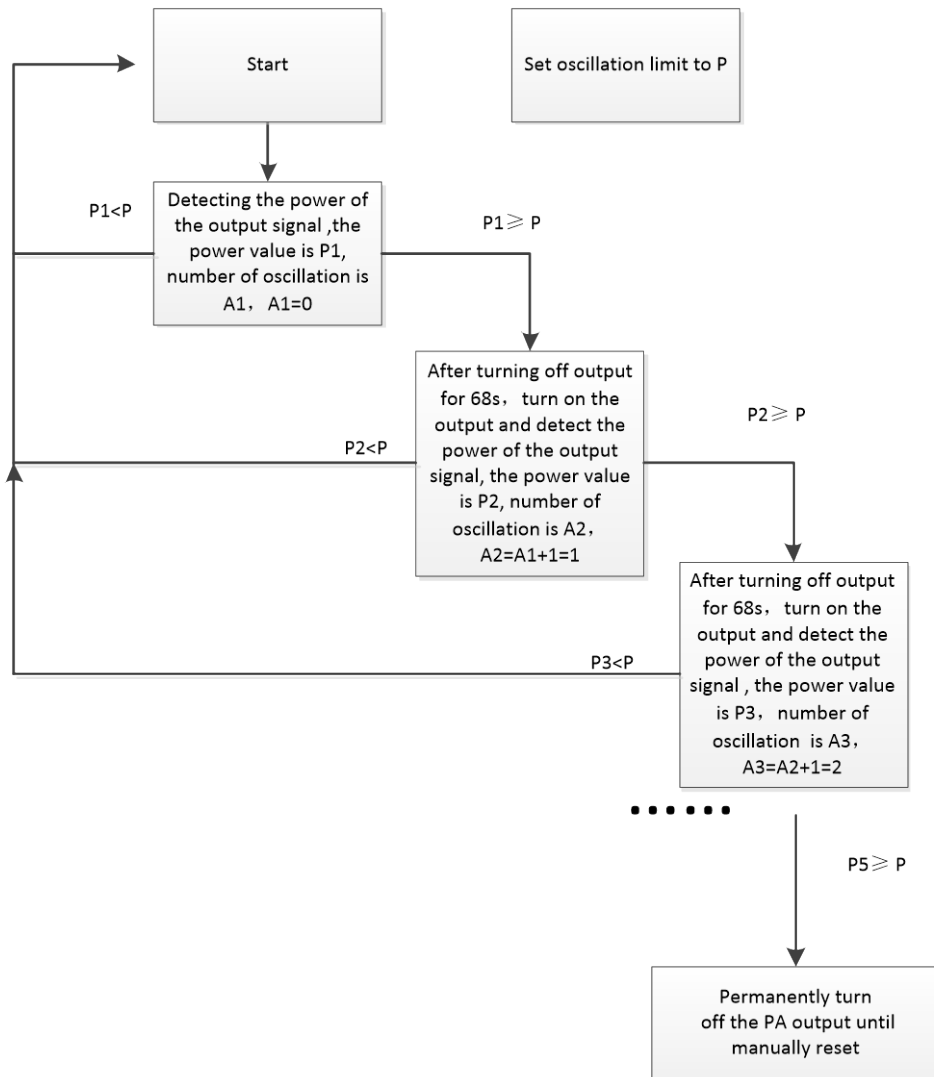 Start
Set oscillation limit to P
Detecting the power of
the output signal ,the
power value is P1,
number of oscillation is
A1，A1=0
P1<P
P1≥ P
After turning off output
for 68s，turn on the
output and detect the
power of the output
signal, the power value
is P2, number of
oscillation is A2，
A2=A1+1=1
P2<P
P2≥ P
After turning off output
for 68s，turn on the
output and detect the
power of the output
signal , the power value
is P3，number of
oscillation is A3，
A3=A2+1=2
P3<P
......
P5≥ P
Permanently turn
off the PA output until
manually reset